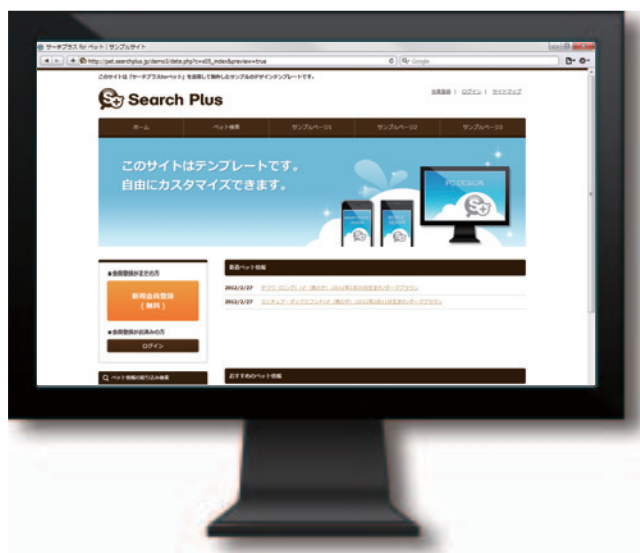 サーチプラス for ペット | サンプルサイト
http://pet.searchplus.jp/demo3/date.php?c=s05_index&preview=true
Google
このサイトは『サーチプラスforペット』を活用して制作したサンプルのデザインテンプレートです。
会員登録 | ログイン | サイトマップ
Search Plus
ホーム
ペット検索
サンプルページ1
サンプルページ2
サンプルページ3
このサイトはテンプレートです。
自由にカスタマイズできます。
PC DESIGN
SMARTPHONE
DESIGN
MOBILE
DESIGN
会員登録がまだの方
新規会員登録
(無料)
会員登録がお済みの方
ログイン
ペット情報の絞り込み検索
新着ペット情報
2012/2/27
2012/2/27
おすすめのペット情報